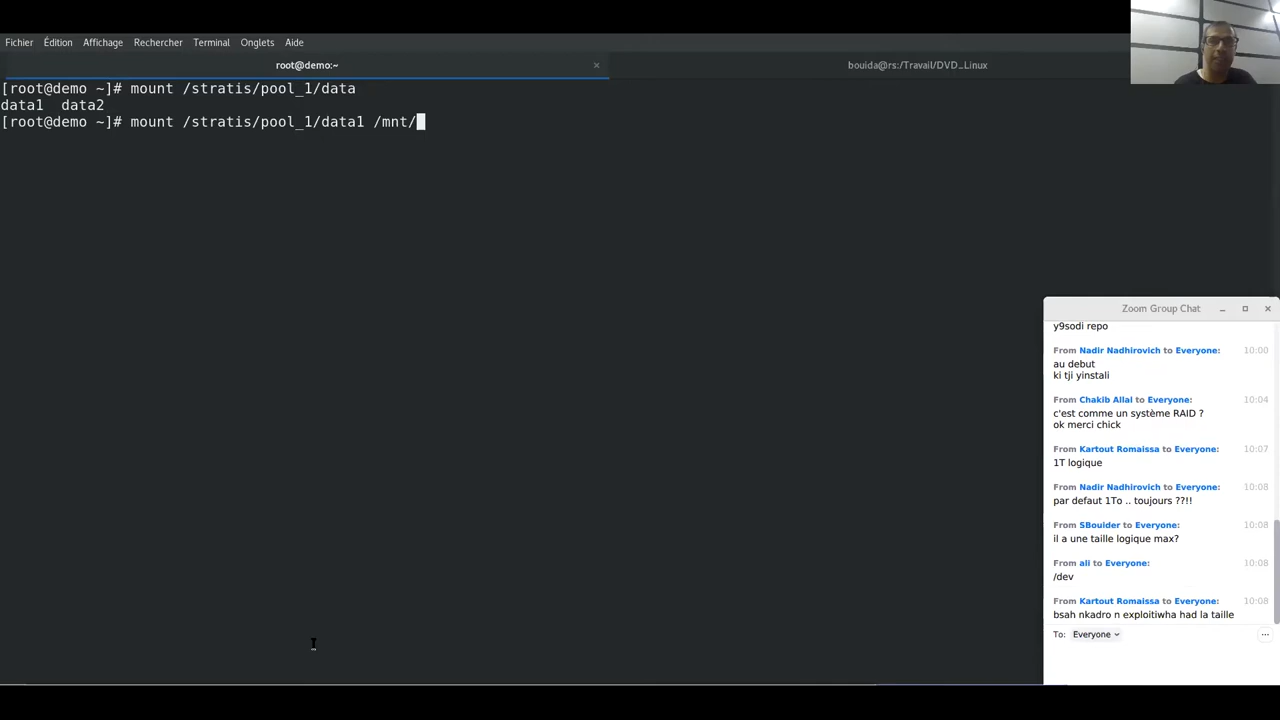 Fichier Édition Affichage Rechercher Terminal Onglets Aide
root@demo:~ ×
bouida@rs:/Travail/DVD_Linux
[root@demo ~]# mount /stratis/pool_1/data
data1  data2
[root@demo ~]# mount /stratis/pool_1/data1 /mnt/
Zoom Group Chat
y9sodi repo
From Nadir Nadhirovich to Everyone: 10:00
au debut
ki tji yinstali
From Chakib Allal to Everyone: 10:04
c'est comme un système RAID ?
ok merci chick
From Kartout Romaissa to Everyone: 10:07
1T logique
From Nadir Nadhirovich to Everyone: 10:08
par defaut 1To .. toujours ??!!
From SBouider to Everyone: 10:08
il a une taille logique max?
From ali to Everyone: 10:08
/dev
From Kartout Romaissa to Everyone: 10:08
bsah nkadro n exploitiwha had la taille
To: Everyone